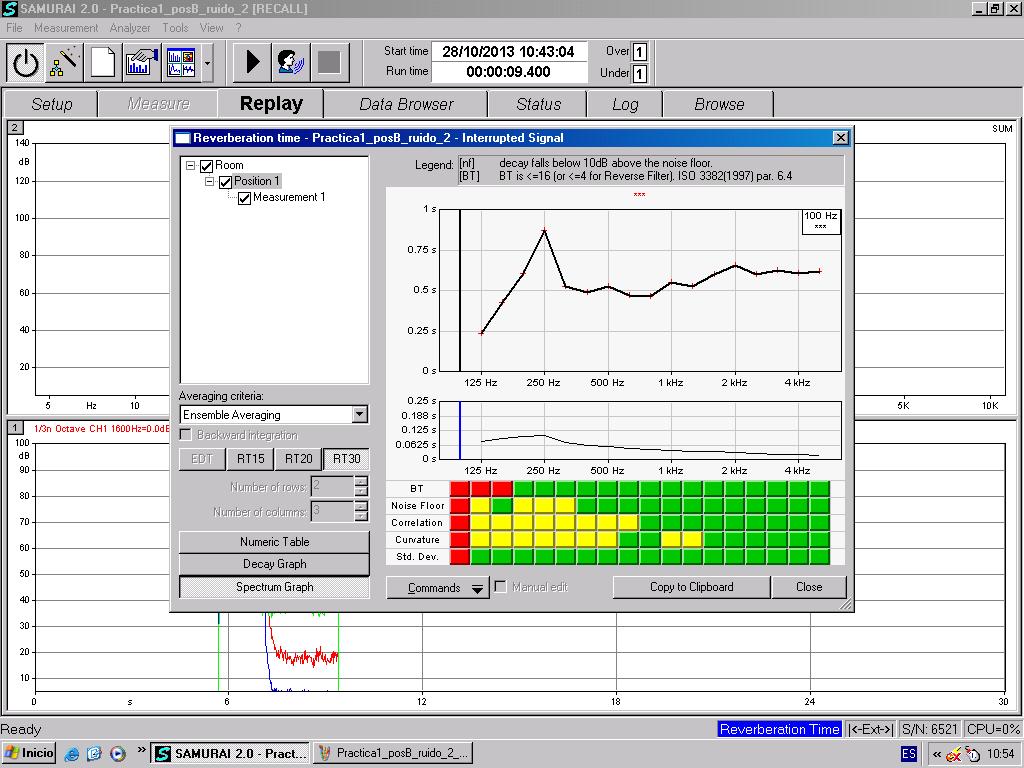 SAMURAI 2.0 - Practica1_posB_ruido_2 [RECALL]
File Measurement Analyzer Tools View ?
Start time 28/10/2013 10:43:04 Over 1
Run time 00:00:09.400 Under 1
Setup Measure Replay Data Browser Status Log Browse
2 SUM
140
dB
120
100
80
60
40
20
5 Hz 10 5K 10K
Reverberation time - Practica1_posB_ruido_2 - Interrupted Signal
Room
Position 1
Measurement 1
Legend: [nf] decay falls below 10dB above the noise floor.
[BT] BT is <=16 (or <=4 for Reverse Filter). ISO 3382(1997) par. 6.4
***
1 s
0.75 s
0.5 s
0.25 s
0 s
100 Hz
***
125 Hz 250 Hz 500 Hz 1 kHz 2 kHz 4 kHz
0.25 s
0.188 s
0.125 s
0.0625 s
0 s
125 Hz 250 Hz 500 Hz 1 kHz 2 kHz 4 kHz
Averaging criteria:
Ensemble Averaging
Backward integration
EDT RT15 RT20 RT30
Number of rows: 2
Number of columns: 3
Numeric Table
Decay Graph
Spectrum Graph
BT
Noise Floor
Correlation
Curvature
Std. Dev.
Commands Manual edit Copy to Clipboard Close
1 1/3n Octave CH1 1600Hz=0.0dB
100
dB
90
80
70
60
50
40
30
20
10
0 s 6 12 18 24 30
Ready Reverberation Time |<-Ext->| S/N: 6521 CPU=0%
Inicio » SAMURAI 2.0 - Pract... Practica1_posB_ruido_2_... ES « 10:54